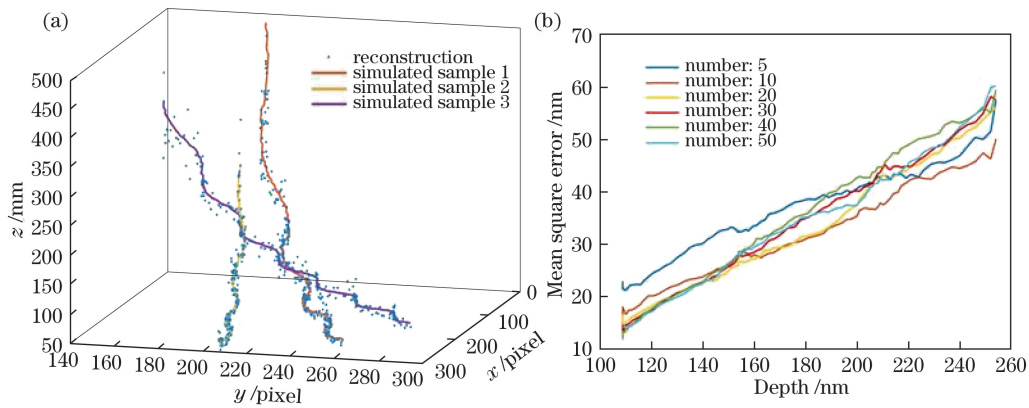 (a)
reconstruction
simulated sample 1
simulated sample 2
simulated sample 3
500
450
400
350
300
250
200
150
100
50
z /mm
140
160
180
200
220
240
260
280
300
y /pixel
300
200
100
0
x /pixel
(b)
70
60
50
40
30
20
10
Mean square error /nm
number: 5
number: 10
number: 20
number: 30
number: 40
number: 50
100
120
140
160
180
200
220
240
260
Depth /nm